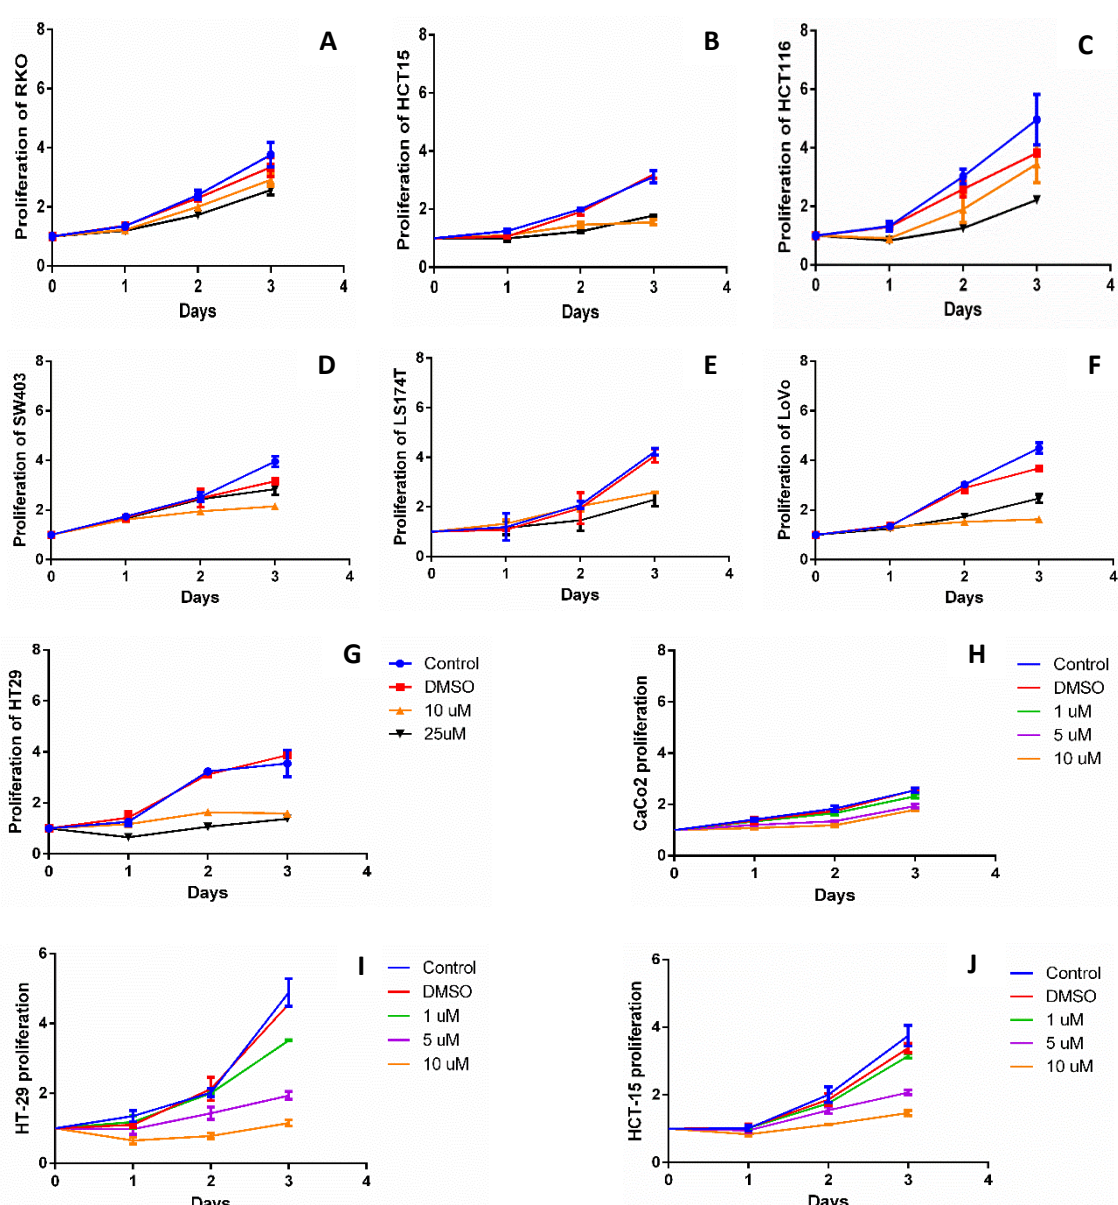 A
Proliferation of RKO
8
6
4
2
0
0 1 2 3 4
Days
B
Proliferation of HCT15
8
6
4
2
0
0 1 2 3 4
Days
C
Proliferation of HCT116
8
6
4
2
0
0 1 2 3 4
Days
D
Proliferation of SW403
8
6
4
2
0
0 1 2 3 4
Days
E
Proliferation of LS174T
8
6
4
2
0
0 1 2 3 4
Days
F
Proliferation of LoVo
8
6
4
2
0
0 1 2 3 4
Days
G
Proliferation of HT29
8
6
4
2
0
0 1 2 3 4
Days
Control
DMSO
10 uM
25uM
H
CaCo2 proliferation
8
6
4
2
0
0 1 2 3 4
Days
Control
DMSO
1 uM
5 uM
10 uM
I
HT-29 proliferation
6
4
2
0
0 1 2 3 4
Days
Control
DMSO
1 uM
5 uM
10 uM
J
HCT-15 proliferation
6
4
2
0
0 1 2 3 4
Days
Control
DMSO
1 uM
5 uM
10 uM